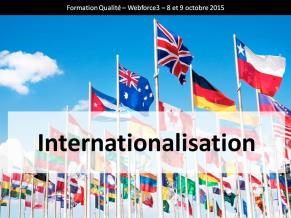 Formation Qualité – Webforce3 – 8 et 9 octobre 2015
Internationalisation